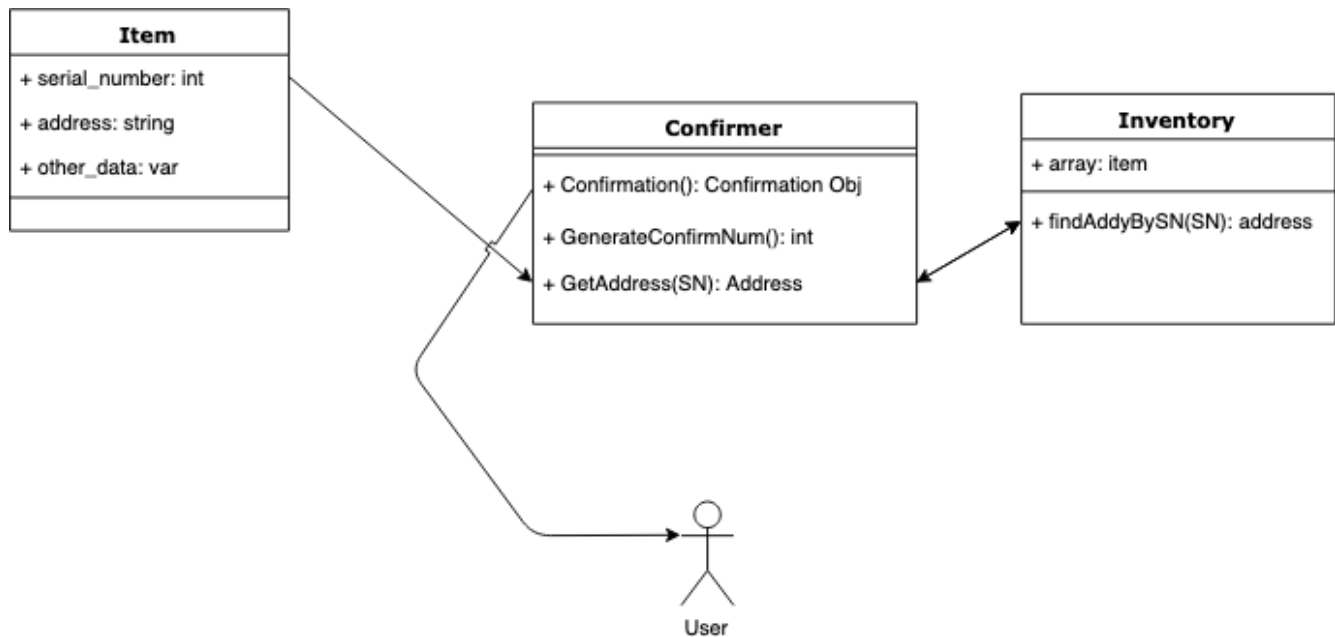 Item
+ serial_number: int
+ address: string
+ other_data: var
Confirmer
+ Confirmation(): Confirmation Obj
+ GenerateConfirmNum(): int
+ GetAddress(SN): Address
Inventory
+ array: item
+ findAddyBySN(SN): address
User